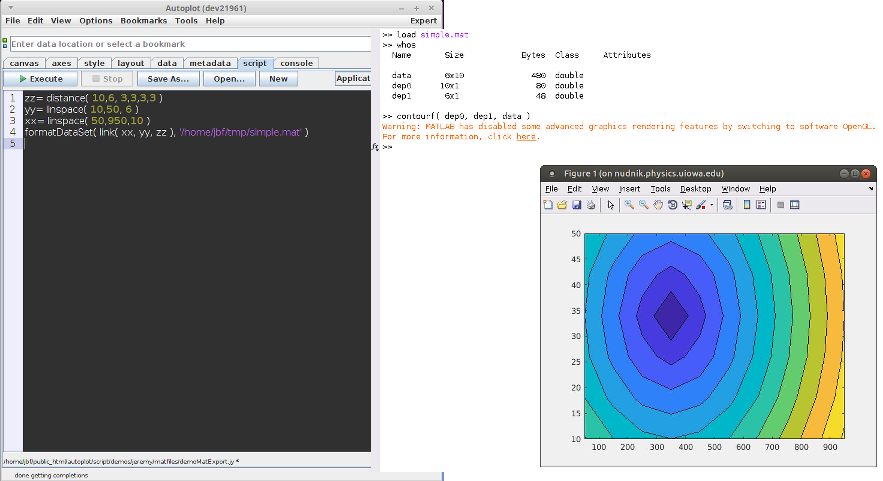 Autoplot (dev21961)
File Edit View Options Bookmarks Tools Help Expert
Enter data location or select a bookmark
canvas axes style layout data metadata script console
Execute Stop Save As... Open... New Applicat
1 zz= distance( 10,6, 3,3,3,3 )
2 yy= linspace( 10,50, 6 )
3 xx= linspace( 50,950,10 )
4 formatDataSet( link( xx, yy, zz ), '/home/jbf/tmp/simple.mat' )
5
/home/jbf/public_html/autoplot/script/demos/jeremy/matfiles/demoMatExport.jy *
done getting completions
>> load simple.mat
>> whos
Name Size Bytes Class Attributes
data 6x10 480 double
dep0 10x1 80 double
dep1 6x1 48 double
>> contourf( dep0, dep1, data )
Warning: MATLAB has disabled some advanced graphics rendering features by switching to software OpenGL.
For more information, click here.
>>
Figure 1 (on nudnik.physics.uiowa.edu)
File Edit View Insert Tools Desktop Window Help
50
45
40
35
30
25
20
15
10
100 200 300 400 500 600 700 800 900